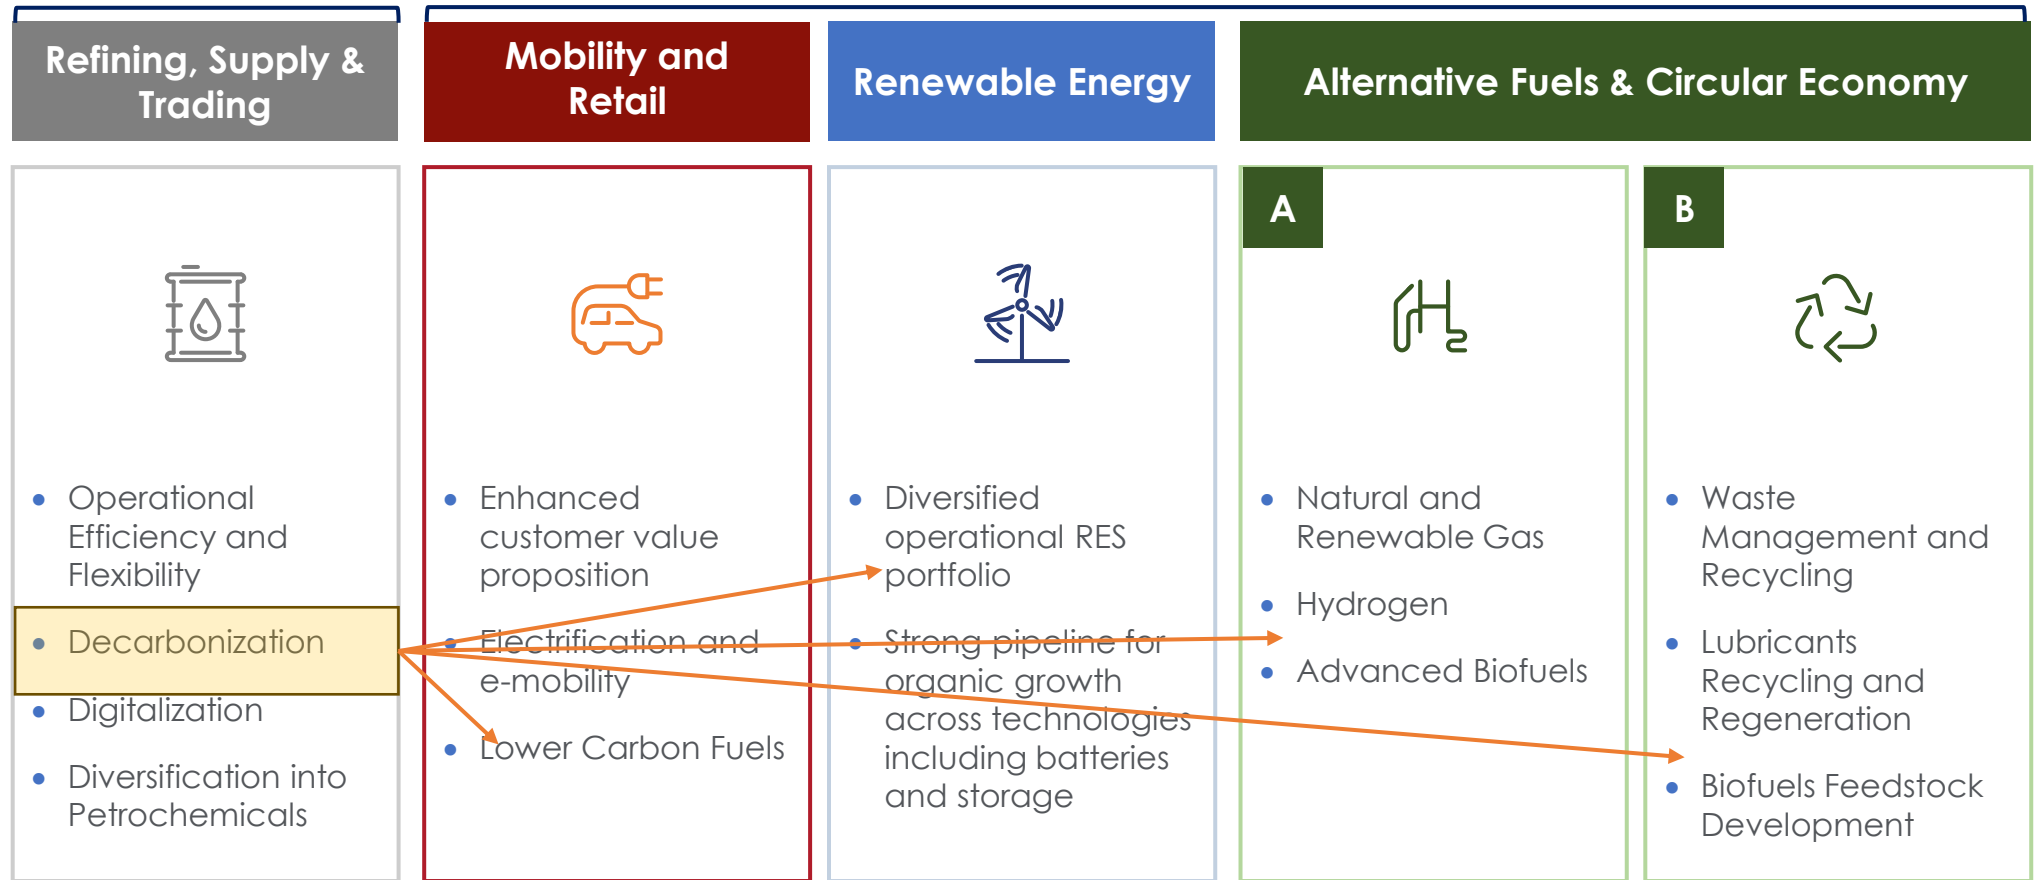 Refining, Supply &
Trading
Mobility and
Retail
Renewable Energy
Alternative Fuels & Circular Economy
• Operational
Efficiency and
Flexibility
• Decarbonization
• Digitalization
• Diversification into
Petrochemicals
• Enhanced
customer value
proposition
• Electrification and
e-mobility
• Lower Carbon Fuels
• Diversified
operational RES
portfolio
• Strong pipeline for
organic growth
across technologies
including batteries
and storage
A
H2
• Natural and
Renewable Gas
• Hydrogen
• Advanced Biofuels
B
• Waste
Management and
Recycling
• Lubricants
Recycling and
Regeneration
• Biofuels Feedstock
Development